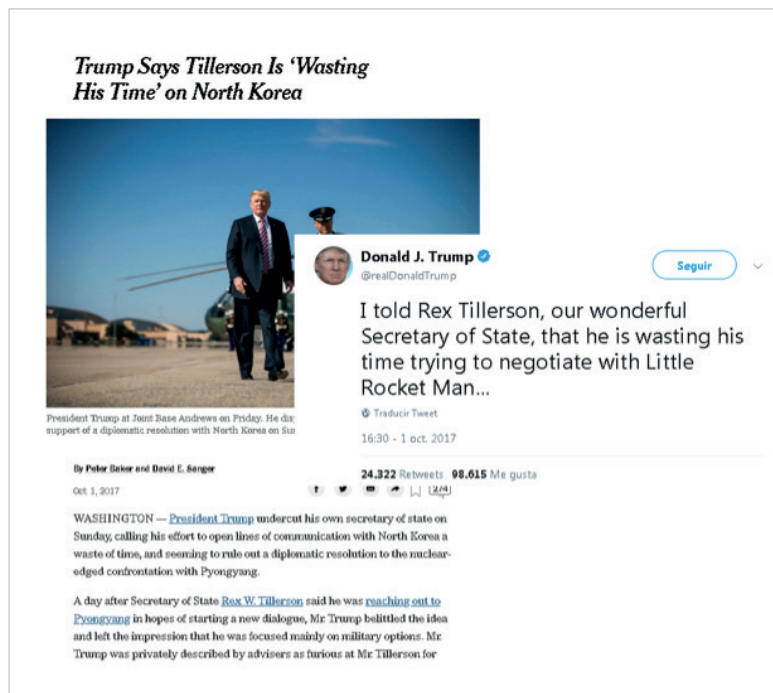 Trump Says Tillerson Is ‘Wasting
His Time’ on North Korea
Donald J. Trump
@realDonaldTrump
Seguir
I told Rex Tillerson, our wonderful
Secretary of State, that he is wasting his
time trying to negotiate with Little
Rocket Man...
Traducir Tweet
16:30 - 1 oct. 2017
24.322 Retweets 98.615 Me gusta
President Trump at Joint Base Andrews on Friday. He
support of a diplomatic resolution with North Korea on
By Peter Baker and David E. Sanger
Oct. 1, 2017
274
WASHINGTON — President Trump undercut his own secretary of state on
Sunday, calling his effort to open lines of communication with North Korea a
waste of time, and seeming to rule out a diplomatic resolution to the nuclear-
edged confrontation with Pyongyang.
A day after Secretary of State Rex W. Tillerson said he was reaching out to
Pyongyang in hopes of starting a new dialogue, Mr. Trump belittled the idea
and left the impression that he was focused mainly on military options. Mr.
Trump was privately described by advisers as furious at Mr. Tillerson for